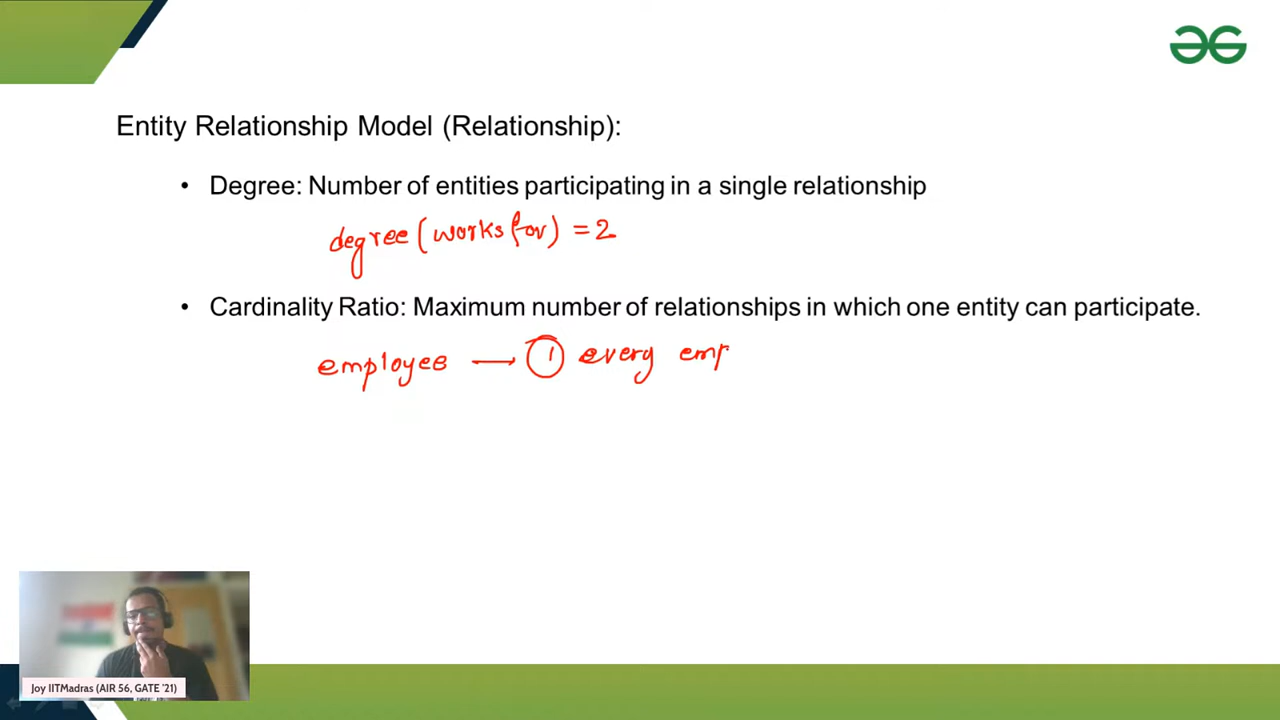 Entity Relationship Model (Relationship):
• Degree: Number of entities participating in a single relationship
degree (works for) = 2
• Cardinality Ratio: Maximum number of relationships in which one entity can participate.
employee — 1 every emp
Joy IITMadras (AIR 56, GATE '21)